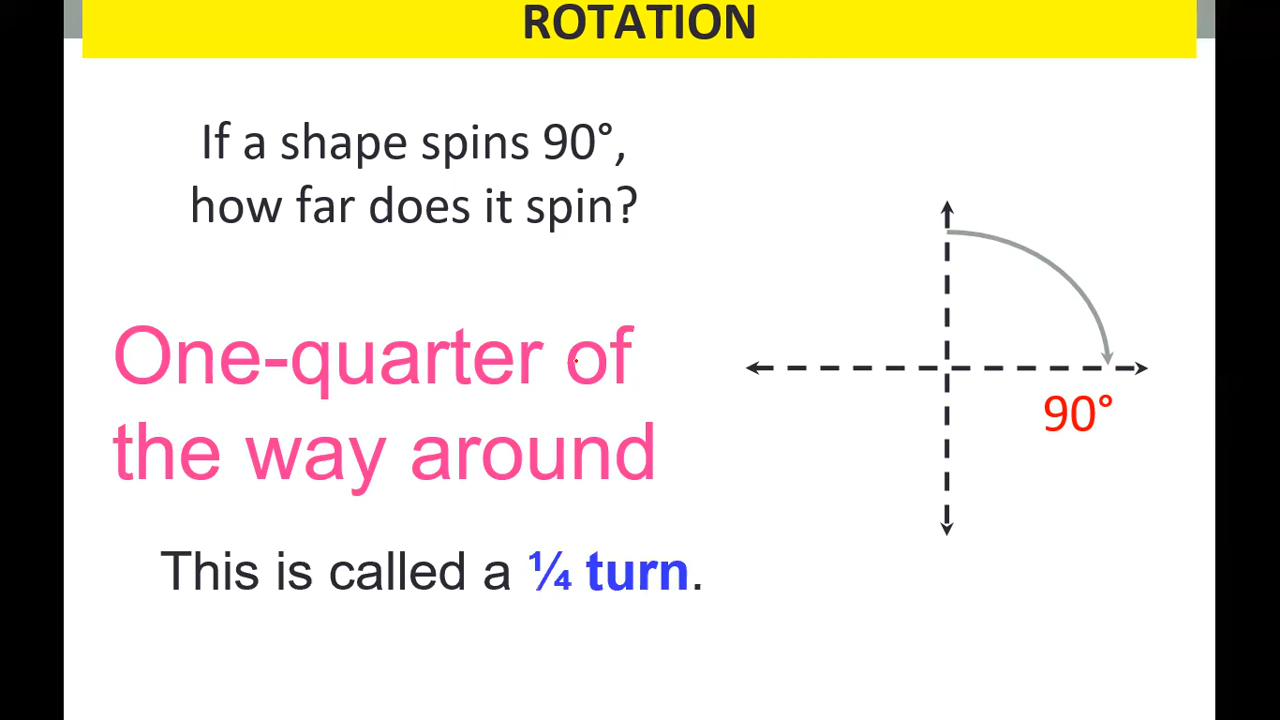 ROTATION
If a shape spins 90°,
how far does it spin?
One-quarter of
the way around
90°
This is called a ¼ turn.